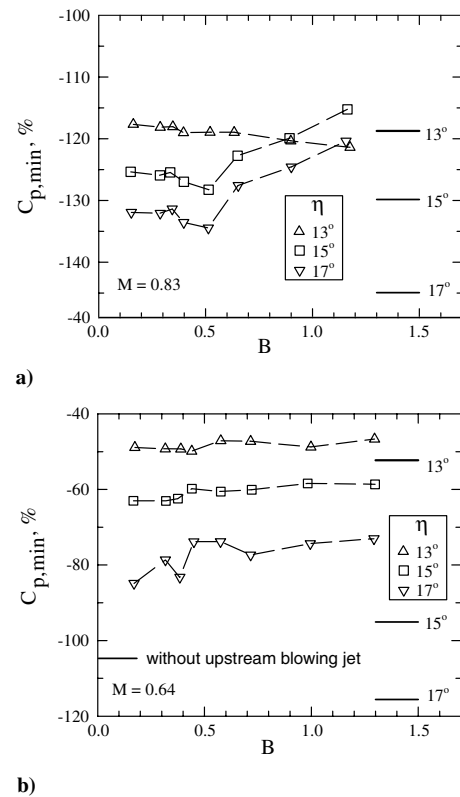 -100
-110
-120
-130
-140
-40
C_p,min, %
0.0 0.5 1.0 1.5
B
M = 0.83
η
13°
15°
17°
13°
15°
17°
a)
-40
-60
-80
-100
-120
C_p,min, %
0.0 0.5 1.0 1.5
B
η
13°
15°
17°
13°
15°
17°
without upstream blowing jet
M = 0.64
b)